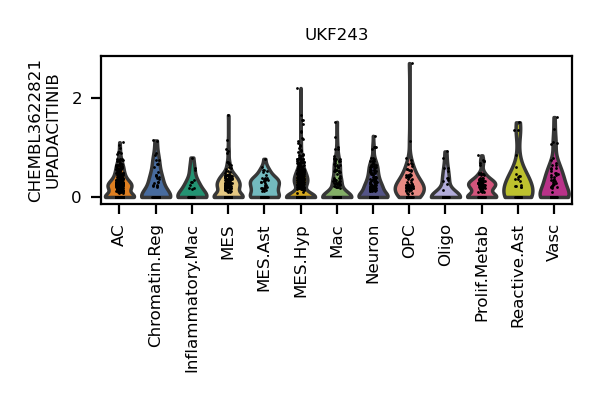 UKF243
CHEMBL3622821
UPADACITINIB
2
0
AC
Chromatin.Reg
Inflammatory.Mac
MES
MES.Ast
MES.Hyp
Mac
Neuron
OPC
Oligo
Prolif.Metab
Reactive.Ast
Vasc